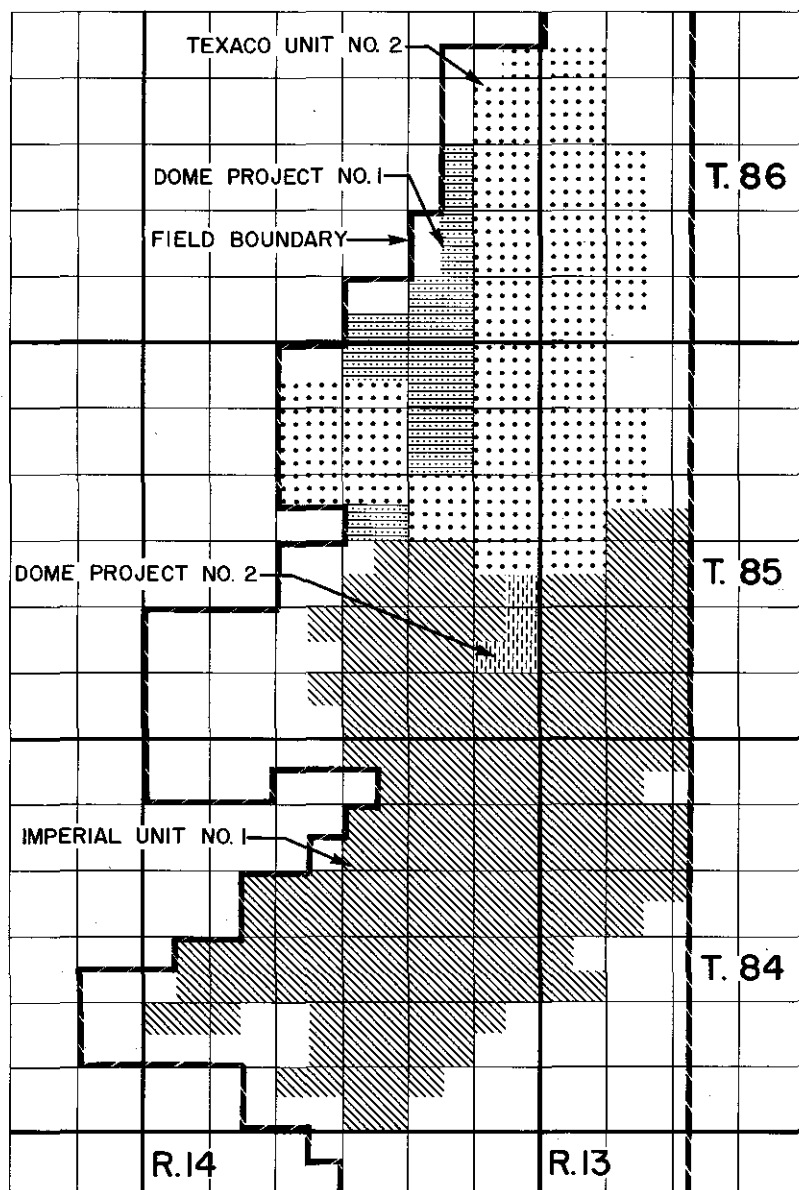 TEXACO UNIT NO. 2
DOME PROJECT NO. 1
T. 86
FIELD BOUNDARY
DOME PROJECT NO. 2
T. 85
IMPERIAL UNIT NO. 1
T. 84
R. 14
R. 13